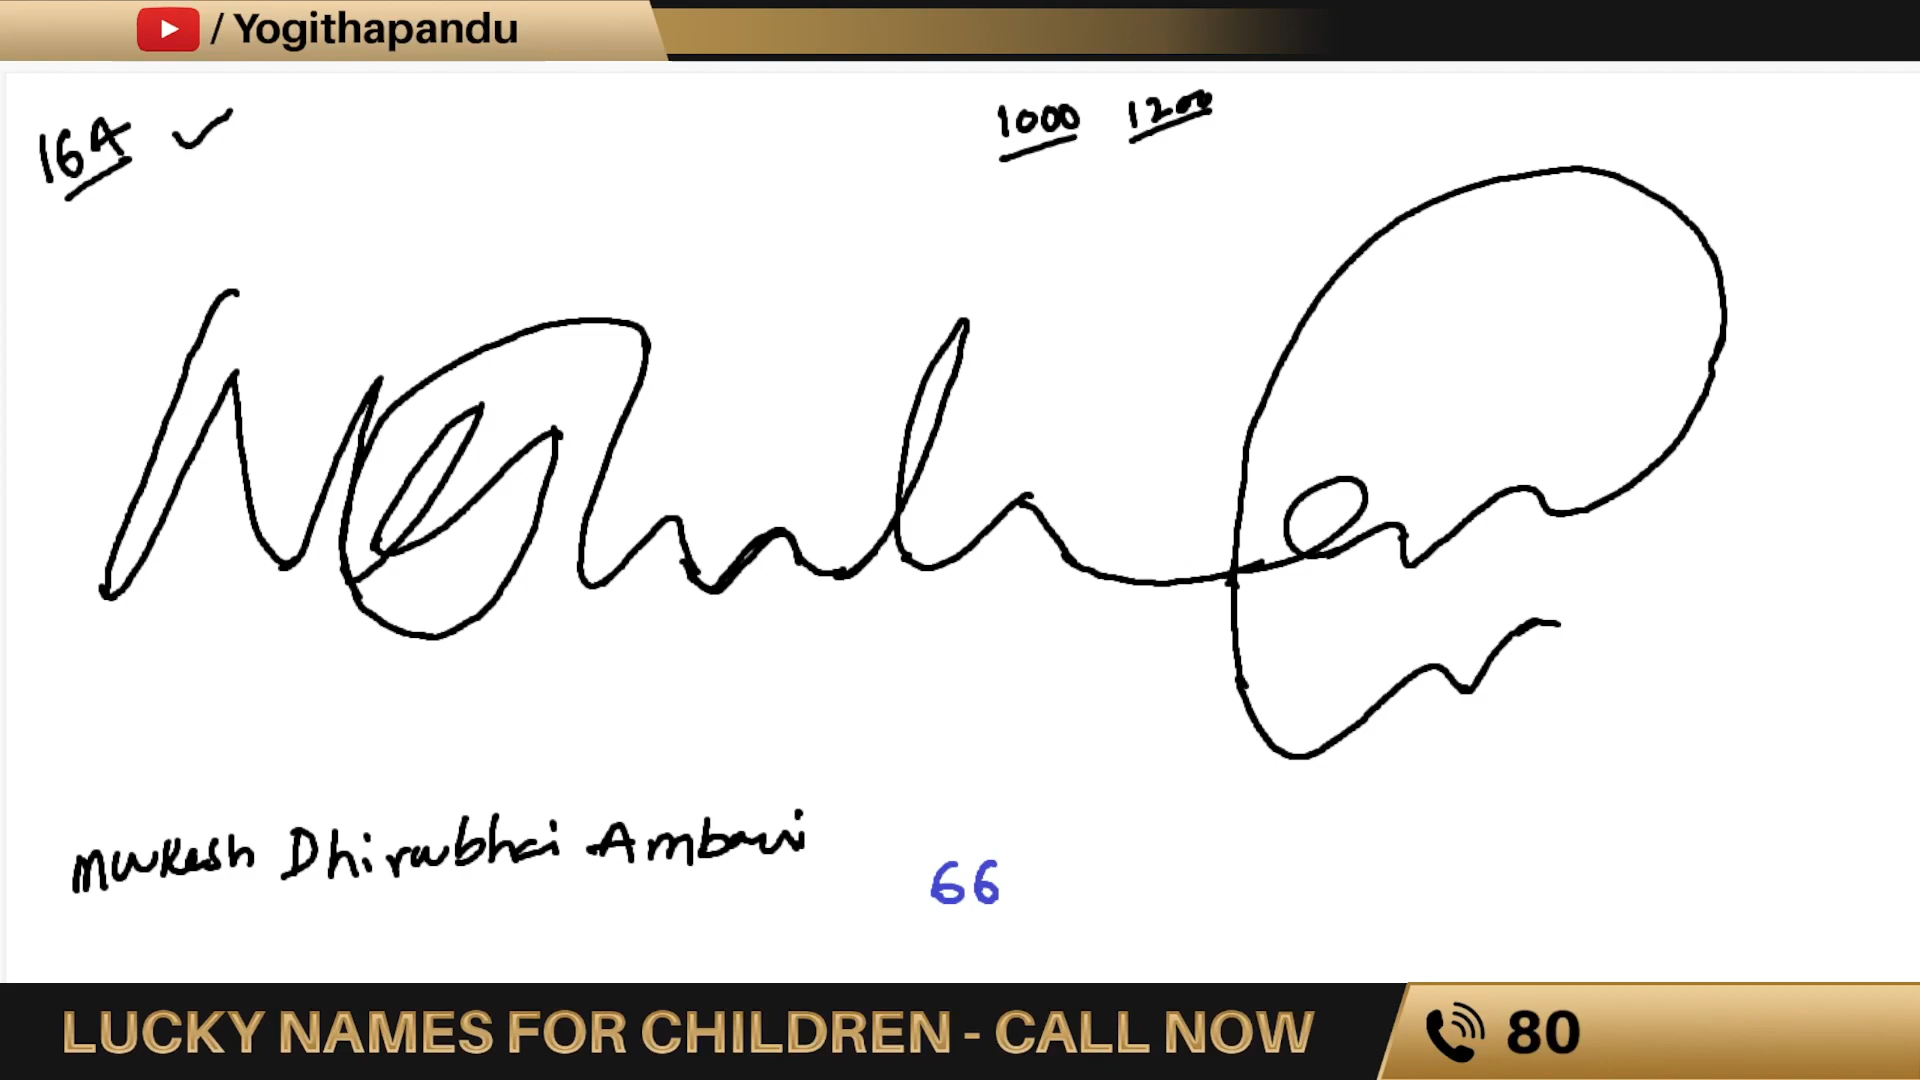 / Yogithapandu
16A ✓
1000 1200
Mukesh Dhirubhai Ambani
66
LUCKY NAMES FOR CHILDREN - CALL NOW
80